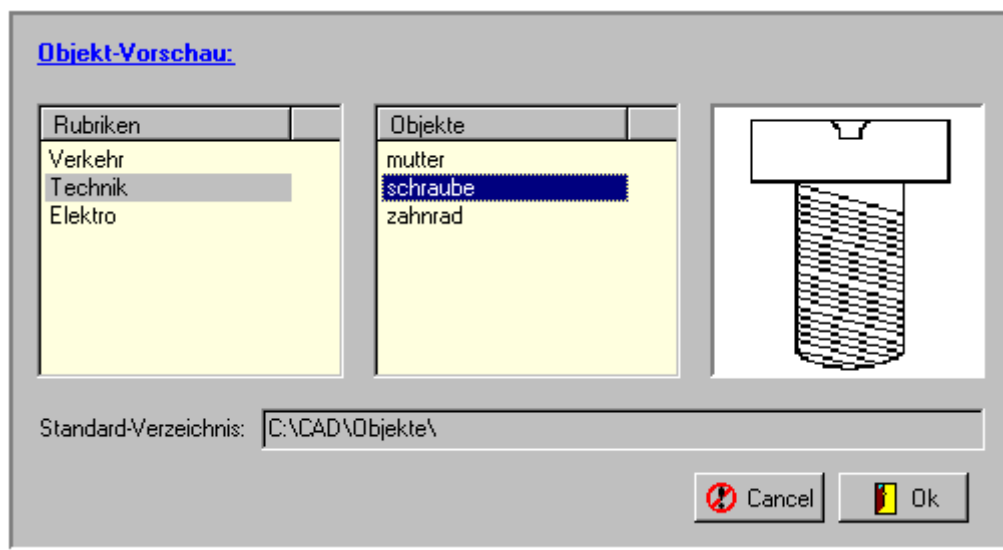 Objekt-Vorschau:
Rubriken
Verkehr
Technik
Elektro
Objekte
mutter
schraube
zahnrad
Standard-Verzeichnis: C:\CAD\Objekte\
Cancel Ok